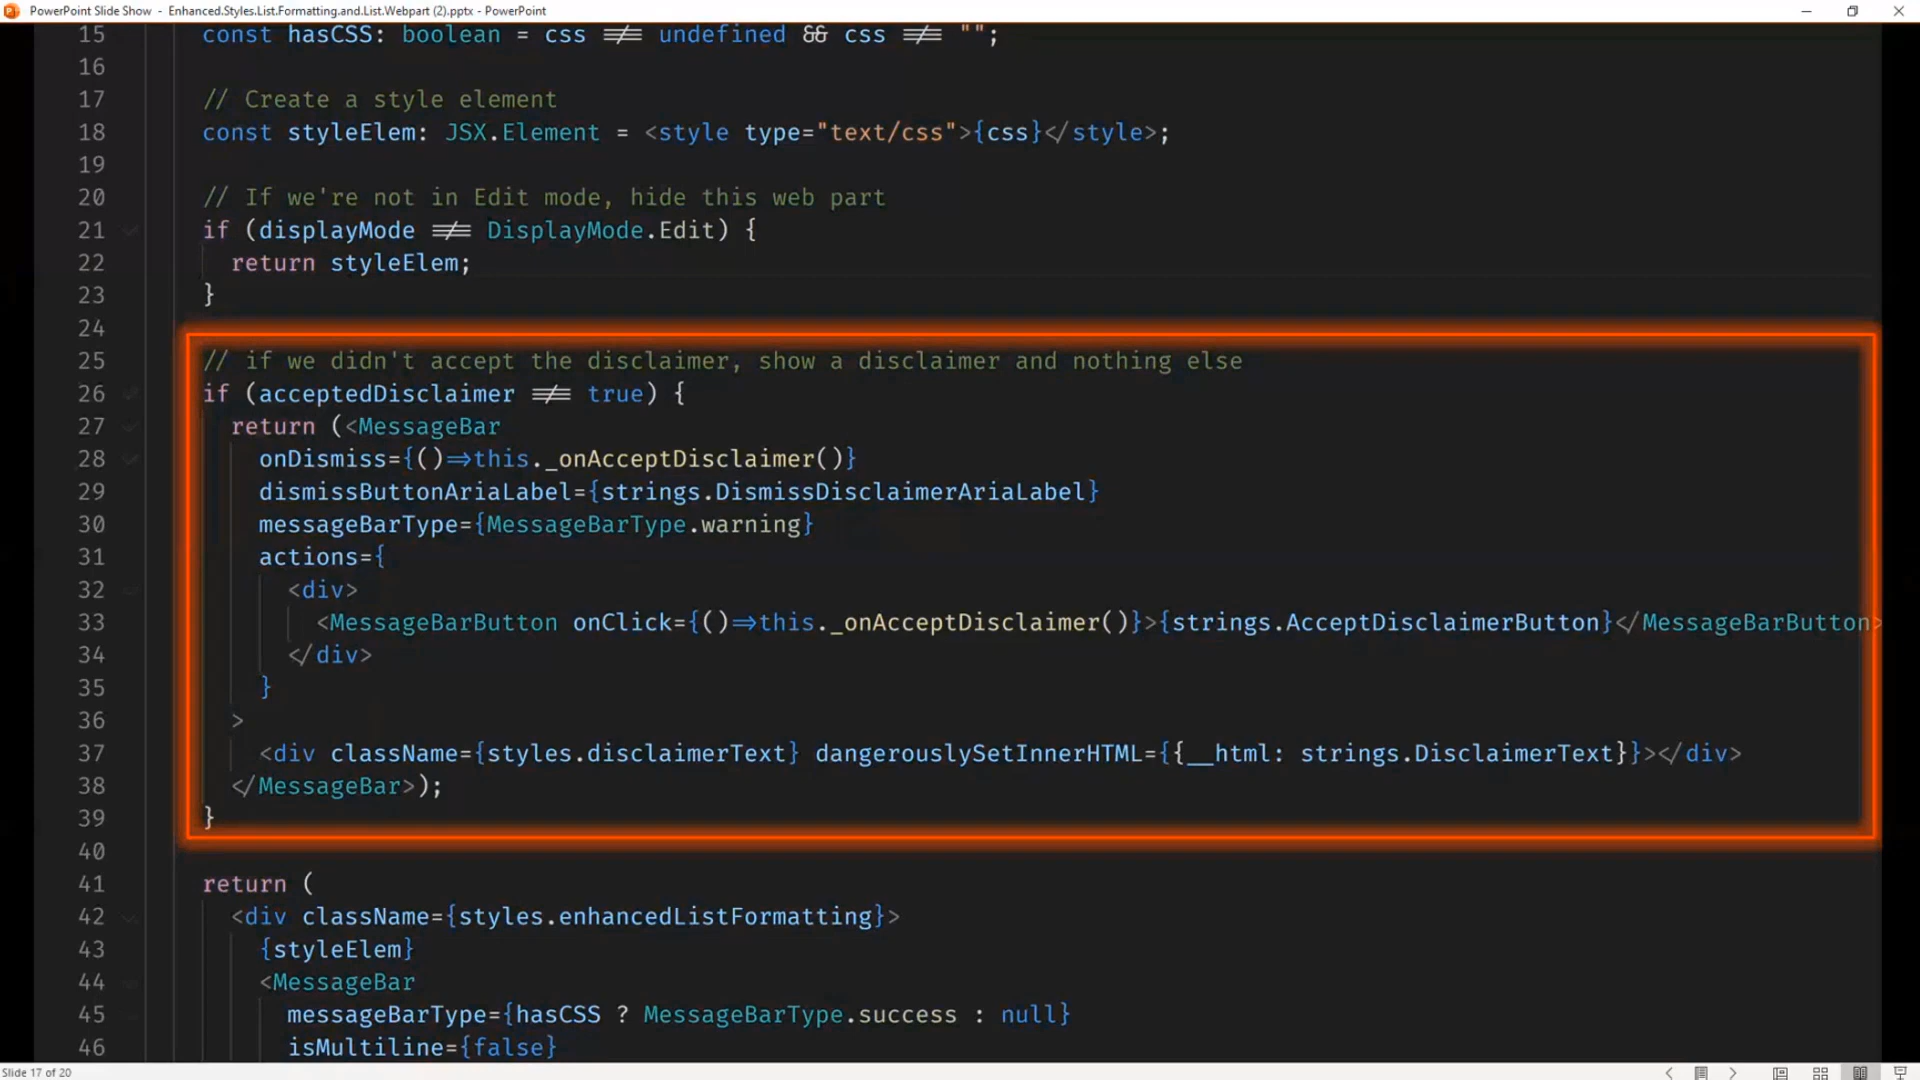 PowerPoint Slide Show - Enhanced.Styles.List.Formatting.and.List.Webpart (2).pptx - PowerPoint
15 const hasCSS: boolean = css !== undefined && css !== "";
16
17 // Create a style element
18 const styleElem: JSX.Element = <style type="text/css">{css}</style>;
19
20 // If we're not in Edit mode, hide this web part
21 if (displayMode !== DisplayMode.Edit) {
22 return styleElem;
23 }
24
25 // if we didn't accept the disclaimer, show a disclaimer and nothing else
26 if (acceptedDisclaimer !== true) {
27 return (<MessageBar
28 onDismiss={()=>this._onAcceptDisclaimer()}
29 dismissButtonAriaLabel={strings.DismissDisclaimerAriaLabel}
30 messageBarType={MessageBarType.warning}
31 actions={
32 <div>
33 <MessageBarButton onClick={()=>this._onAcceptDisclaimer()}>{strings.AcceptDisclaimerButton}</MessageBarButton>
34 </div>
35 }
36 >
37 <div className={styles.disclaimerText} dangerouslySetInnerHTML={{__html: strings.DisclaimerText}}></div>
38 </MessageBar>);
39 }
40
41 return (
42 <div className={styles.enhancedListFormatting}>
43 {styleElem}
44 <MessageBar
45 messageBarType={hasCSS ? MessageBarType.success : null}
46 isMultiline={false}
Slide 17 of 20